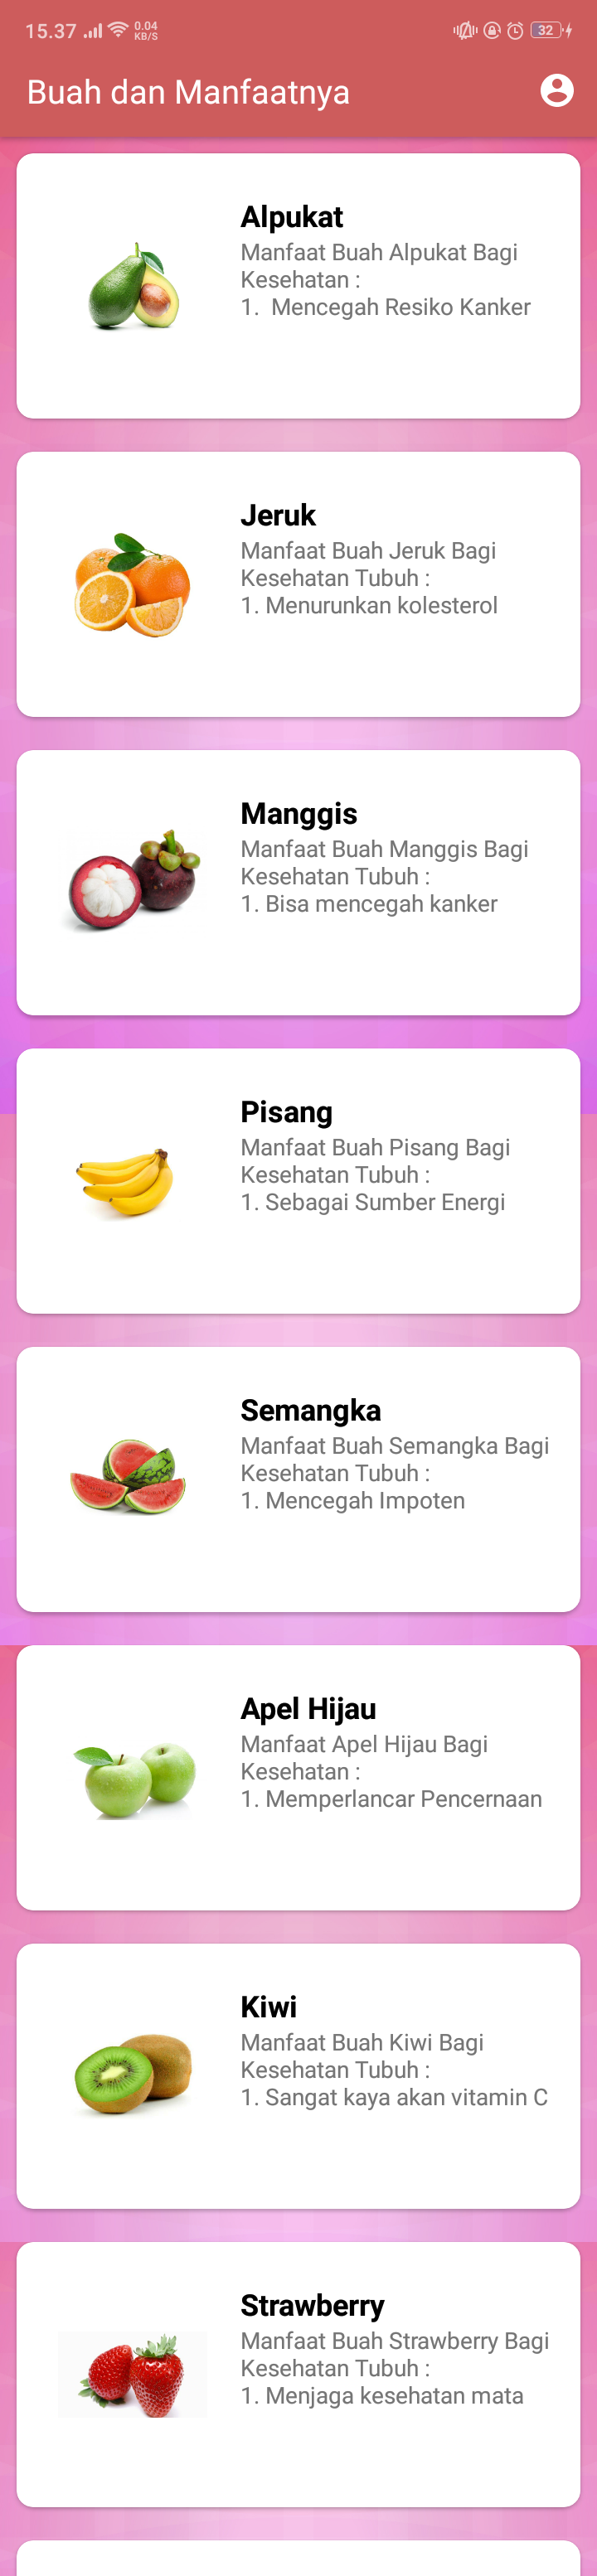 15.37 0.04 KB/S 32
Buah dan Manfaatnya
Alpukat
Manfaat Buah Alpukat Bagi
Kesehatan :
1.  Mencegah Resiko Kanker
Jeruk
Manfaat Buah Jeruk Bagi
Kesehatan Tubuh :
1. Menurunkan kolesterol
Manggis
Manfaat Buah Manggis Bagi
Kesehatan Tubuh :
1. Bisa mencegah kanker
Pisang
Manfaat Buah Pisang Bagi
Kesehatan Tubuh :
1. Sebagai Sumber Energi
Semangka
Manfaat Buah Semangka Bagi
Kesehatan Tubuh :
1. Mencegah Impoten
Apel Hijau
Manfaat Apel Hijau Bagi
Kesehatan :
1. Memperlancar Pencernaan
Kiwi
Manfaat Buah Kiwi Bagi
Kesehatan Tubuh :
1. Sangat kaya akan vitamin C
Strawberry
Manfaat Buah Strawberry Bagi
Kesehatan Tubuh :
1. Menjaga kesehatan mata